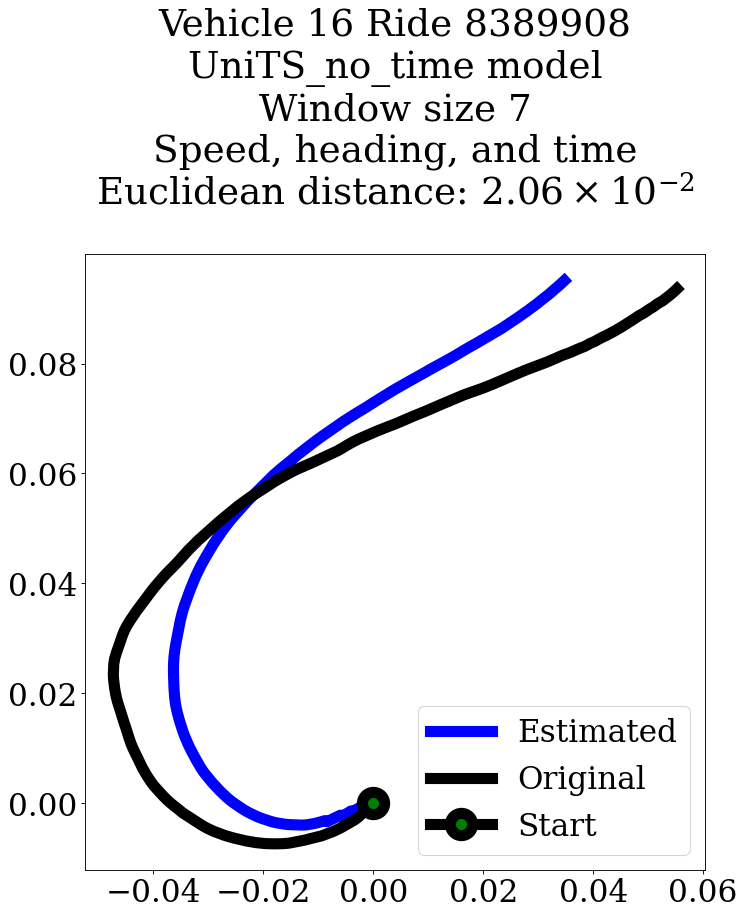 Vehicle 16 Ride 8389908
UniTS_no_time model
Window size 7
Speed, heading, and time
Euclidean distance: 2.06 × 10⁻²
0.08
0.06
0.04
0.02
0.00
Estimated
Original
Start
−0.04 −0.02 0.00 0.02 0.04 0.06